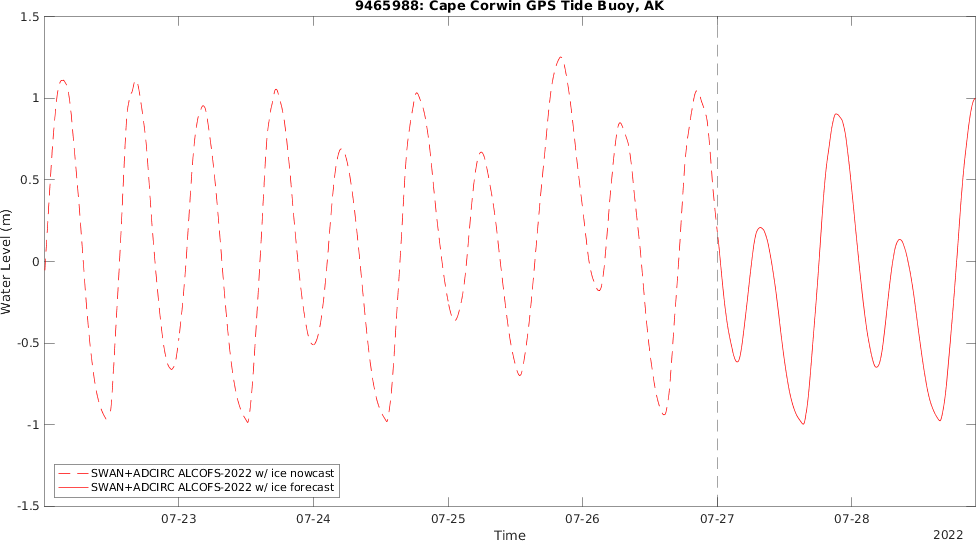 9465988: Cape Corwin GPS Tide Buoy, AK
1.5
1
0.5
0
-0.5
-1
-1.5
Water Level (m)
SWAN+ADCIRC ALCOFS-2022 w/ ice nowcast
SWAN+ADCIRC ALCOFS-2022 w/ ice forecast
07-23 07-24 07-25 07-26 07-27 07-28
Time
2022